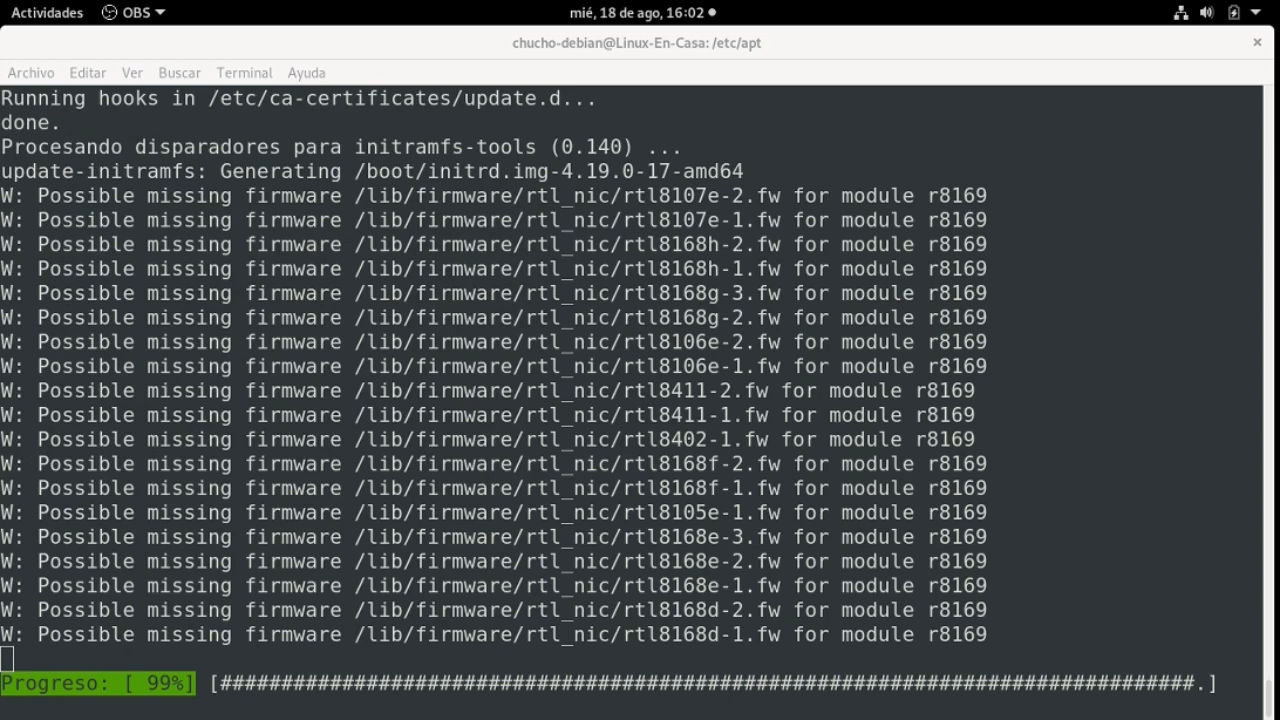 Actividades OBS mié, 18 de ago, 16:02
chucho-debian@Linux-En-Casa: /etc/apt ×
Archivo Editar Ver Buscar Terminal Ayuda
Running hooks in /etc/ca-certificates/update.d...
done.
Procesando disparadores para initramfs-tools (0.140) ...
update-initramfs: Generating /boot/initrd.img-4.19.0-17-amd64
W: Possible missing firmware /lib/firmware/rtl_nic/rtl8107e-2.fw for module r8169
W: Possible missing firmware /lib/firmware/rtl_nic/rtl8107e-1.fw for module r8169
W: Possible missing firmware /lib/firmware/rtl_nic/rtl8168h-2.fw for module r8169
W: Possible missing firmware /lib/firmware/rtl_nic/rtl8168h-1.fw for module r8169
W: Possible missing firmware /lib/firmware/rtl_nic/rtl8168g-3.fw for module r8169
W: Possible missing firmware /lib/firmware/rtl_nic/rtl8168g-2.fw for module r8169
W: Possible missing firmware /lib/firmware/rtl_nic/rtl8106e-2.fw for module r8169
W: Possible missing firmware /lib/firmware/rtl_nic/rtl8106e-1.fw for module r8169
W: Possible missing firmware /lib/firmware/rtl_nic/rtl8411-2.fw for module r8169
W: Possible missing firmware /lib/firmware/rtl_nic/rtl8411-1.fw for module r8169
W: Possible missing firmware /lib/firmware/rtl_nic/rtl8402-1.fw for module r8169
W: Possible missing firmware /lib/firmware/rtl_nic/rtl8168f-2.fw for module r8169
W: Possible missing firmware /lib/firmware/rtl_nic/rtl8168f-1.fw for module r8169
W: Possible missing firmware /lib/firmware/rtl_nic/rtl8105e-1.fw for module r8169
W: Possible missing firmware /lib/firmware/rtl_nic/rtl8168e-3.fw for module r8169
W: Possible missing firmware /lib/firmware/rtl_nic/rtl8168e-2.fw for module r8169
W: Possible missing firmware /lib/firmware/rtl_nic/rtl8168e-1.fw for module r8169
W: Possible missing firmware /lib/firmware/rtl_nic/rtl8168d-2.fw for module r8169
W: Possible missing firmware /lib/firmware/rtl_nic/rtl8168d-1.fw for module r8169
Progreso: [ 99%] [################################################################################.]